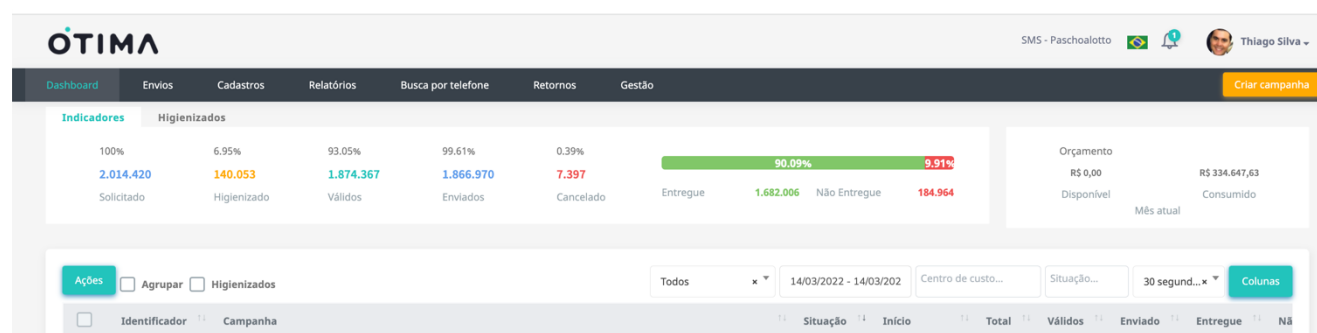 ÓTIMA
SMS - Paschoalotto 1 Thiago Silva
Dashboard Envios Cadastros Relatórios Busca por telefone Retornos Gestão Criar campanha
Indicadores Higienizados
100% 6.95% 93.05% 99.61% 0.39%
2.014.420 140.053 1.874.367 1.866.970 7.397
Solicitado Higienizado Válidos Enviados Cancelado
90.09% 9.91%
Entregue 1.682.006 Não Entregue 184.964
Orçamento
R$ 0,00 R$ 334.647,63
Disponível Consumido
Mês atual
Ações Agrupar Higienizados Todos × 14/03/2022 - 14/03/202 Centro de custo... Situação... 30 segund...× Colunas
Identificador Campanha Situação Início Total Válidos Enviado Entregue Nã